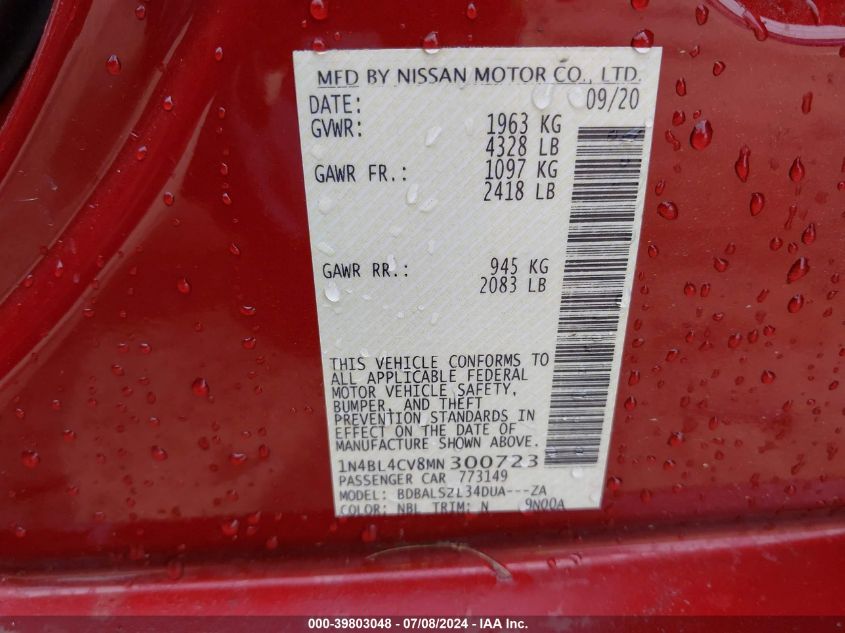 MFD BY NISSAN MOTOR CO., LTD.
DATE: 09/20
GVWR: 1963 KG
4328 LB
GAWR FR.: 1097 KG
2418 LB
GAWR RR.: 945 KG
2083 LB
THIS VEHICLE CONFORMS TO
ALL APPLICABLE FEDERAL
MOTOR VEHICLE SAFETY,
BUMPER, AND THEFT
PREVENTION STANDARDS IN
EFFECT ON THE DATE OF
MANUFACTURE SHOWN ABOVE.
1N4BL4CV8MN300723
PASSENGER CAR 773149
MODEL: BDBALSZL34DUA---ZA
COLOR: NBL TRIM: N 9N00A
000-39803048 - 07/08/2024 - IAA Inc.